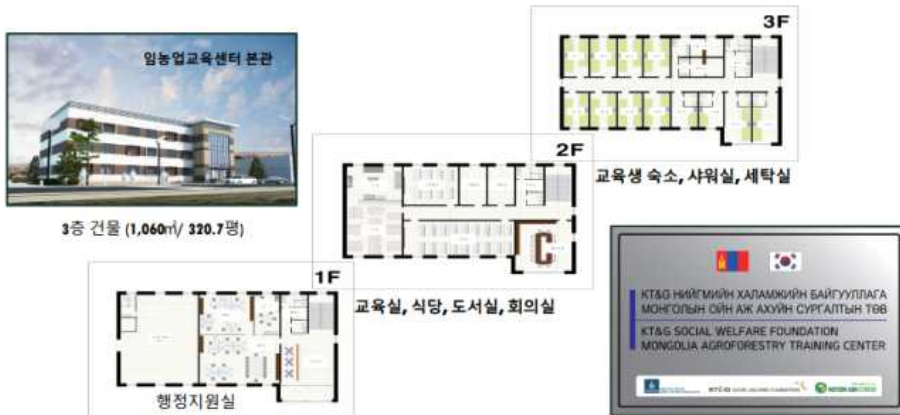 임농업교육센터 본관
3층 건물 (1,060㎡/ 320.7평)
3F
교육생 숙소, 샤워실, 세탁실
2F
교육실, 식당, 도서실, 회의실
1F
행정지원실
KT&G НИЙГМИЙН ХАЛАМЖИЙН БАЙГУУЛЛАГА
МОНГОЛЫН ОЙН АЖ АХУЙН СУРГАЛТЫН ТӨВ
KT&G SOCIAL WELFARE FOUNDATION
MONGOLIA AGROFORESTRY TRAINING CENTER